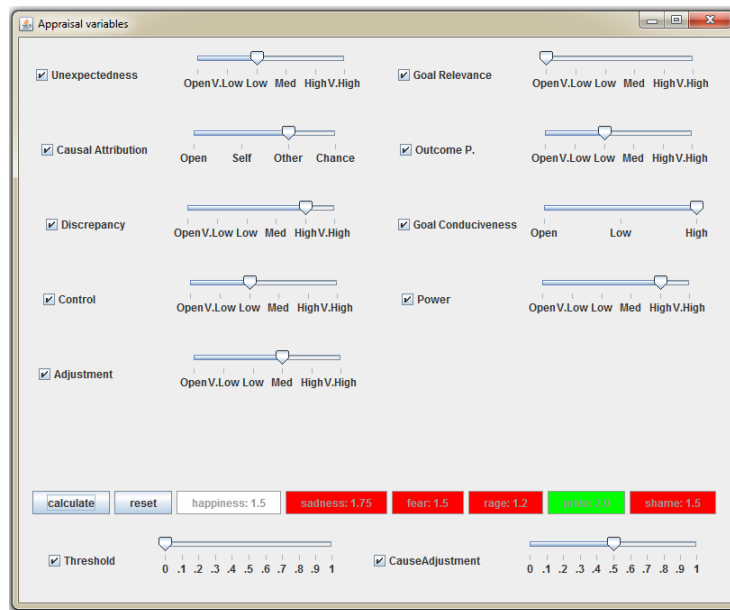 Appraisal variables
Unexpectedness
Open V.Low Low Med High V.High
Goal Relevance
Open V.Low Low Med High V.High
Causal Attribution
Open Self Other Chance
Outcome P.
Open V.Low Low Med High V.High
Discrepancy
Open V.Low Low Med High V.High
Goal Conduciveness
Open Low High
Control
Open V.Low Low Med High V.High
Power
Open V.Low Low Med High V.High
Adjustment
Open V.Low Low Med High V.High
calculate reset happiness: 1.5 sadness: 1.75 fear: 1.5 rage: 1.2 pride: 2.0 shame: 1.5
Threshold
0 .1 .2 .3 .4 .5 .6 .7 .8 .9 1
CauseAdjustment
0 .1 .2 .3 .4 .5 .6 .7 .8 .9 1